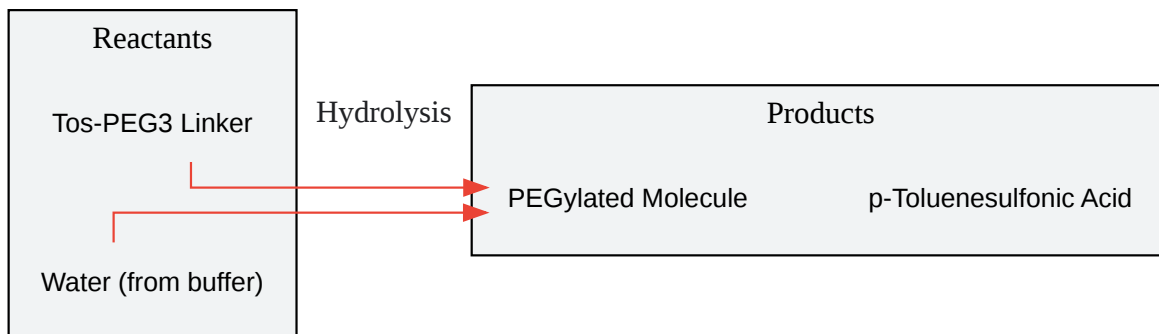 Reactants
Tos-PEG3 Linker
Water (from buffer)
Hydrolysis
Products
PEGylated Molecule
p-Toluenesulfonic Acid